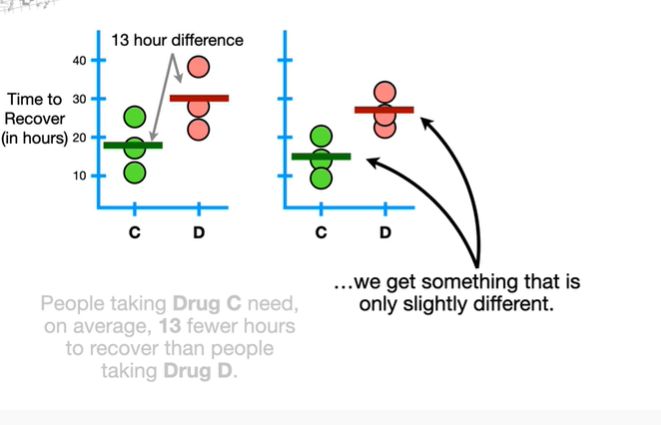 13 hour difference
40
30
20
10
Time to
Recover
(in hours)
C
D
C
D
…we get something that is
only slightly different.
People taking Drug C need,
on average, 13 fewer hours
to recover than people
taking Drug D.